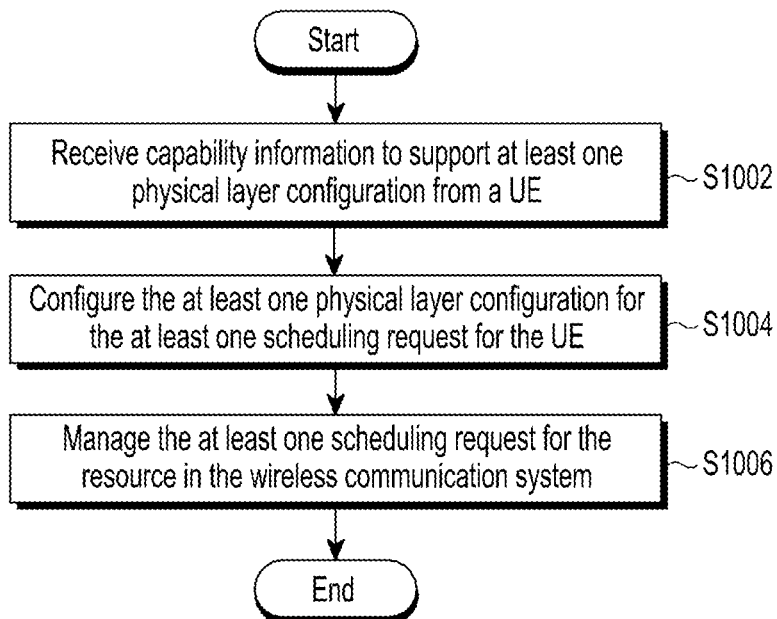 Start
Receive capability information to support at least one
physical layer configuration from a UE
S1002
Configure the at least one physical layer configuration for
the at least one scheduling request for the UE
S1004
Manage the at least one scheduling request for the
resource in the wireless communication system
S1006
End